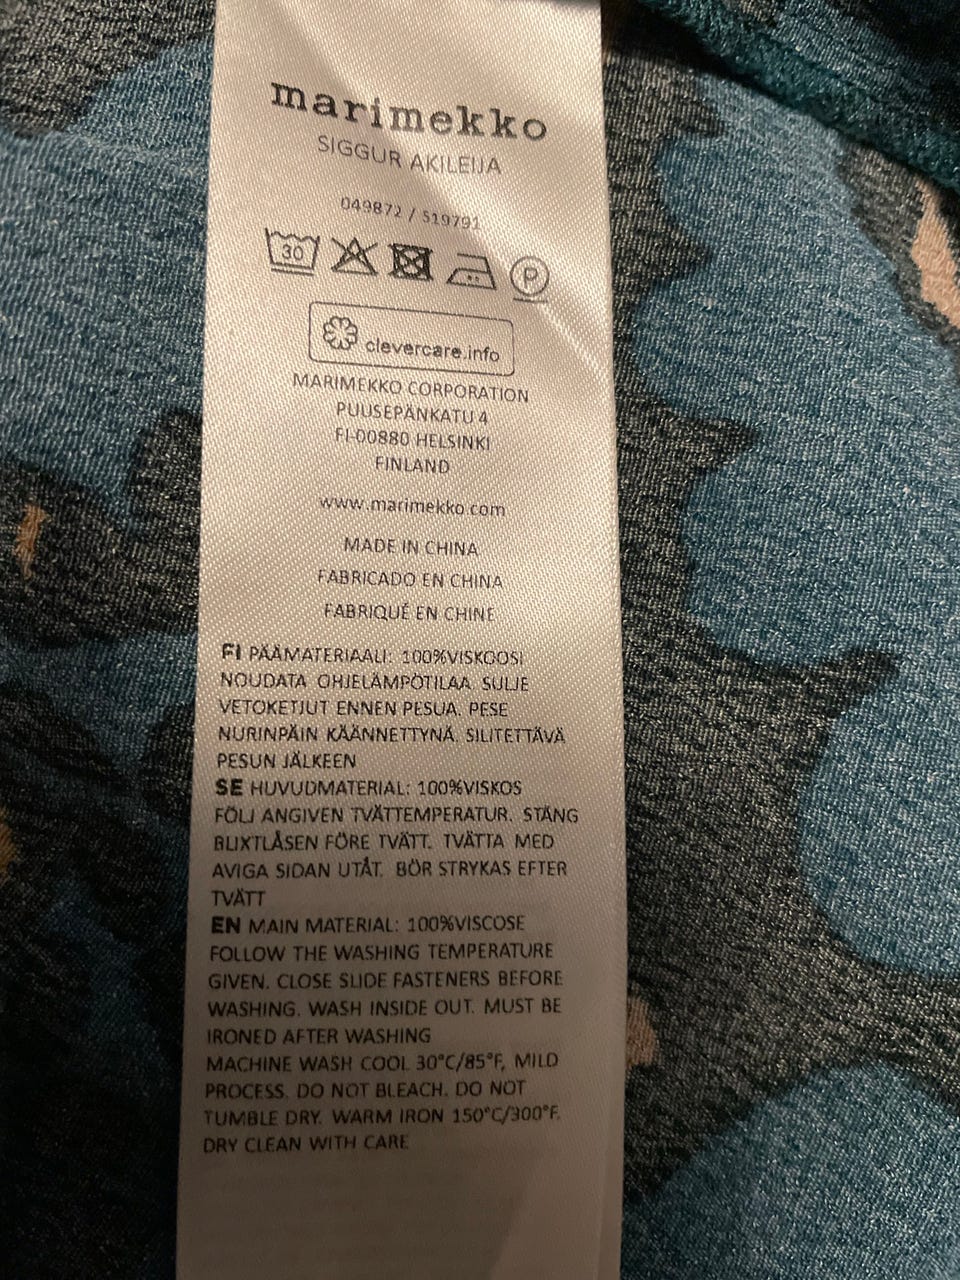 marimekko
SIGGUR AKILEIJA
049872 / 519791
30 P
clevercare.info
MARIMEKKO CORPORATION
PUUSEPÄNKATU 4
FI-00880 HELSINKI
FINLAND
www.marimekko.com
MADE IN CHINA
FABRICADO EN CHINA
FABRIQUÉ EN CHINE
FI PÄÄMATERIAALI: 100%VISKOOSI
NOUDATA OHJELÄMPÖTILAA. SULJE
VETOKETJUT ENNEN PESUA. PESE
NURINPÄIN KÄÄNNETTYNÄ. SILITETTÄVÄ
PESUN JÄLKEEN
SE HUVUDMATERIAL: 100%VISKOS
FÖLJ ANGIVEN TVÄTTEMPERATUR. STÄNG
BLIXTLÅSEN FÖRE TVÄTT. TVÄTTA MED
AVIGA SIDAN UTÅT. BÖR STRYKAS EFTER
TVÄTT
EN MAIN MATERIAL: 100%VISCOSE
FOLLOW THE WASHING TEMPERATURE
GIVEN. CLOSE SLIDE FASTENERS BEFORE
WASHING. WASH INSIDE OUT. MUST BE
IRONED AFTER WASHING
MACHINE WASH COOL 30°C/85°F, MILD
PROCESS. DO NOT BLEACH. DO NOT
TUMBLE DRY. WARM IRON 150°C/300°F.
DRY CLEAN WITH CARE